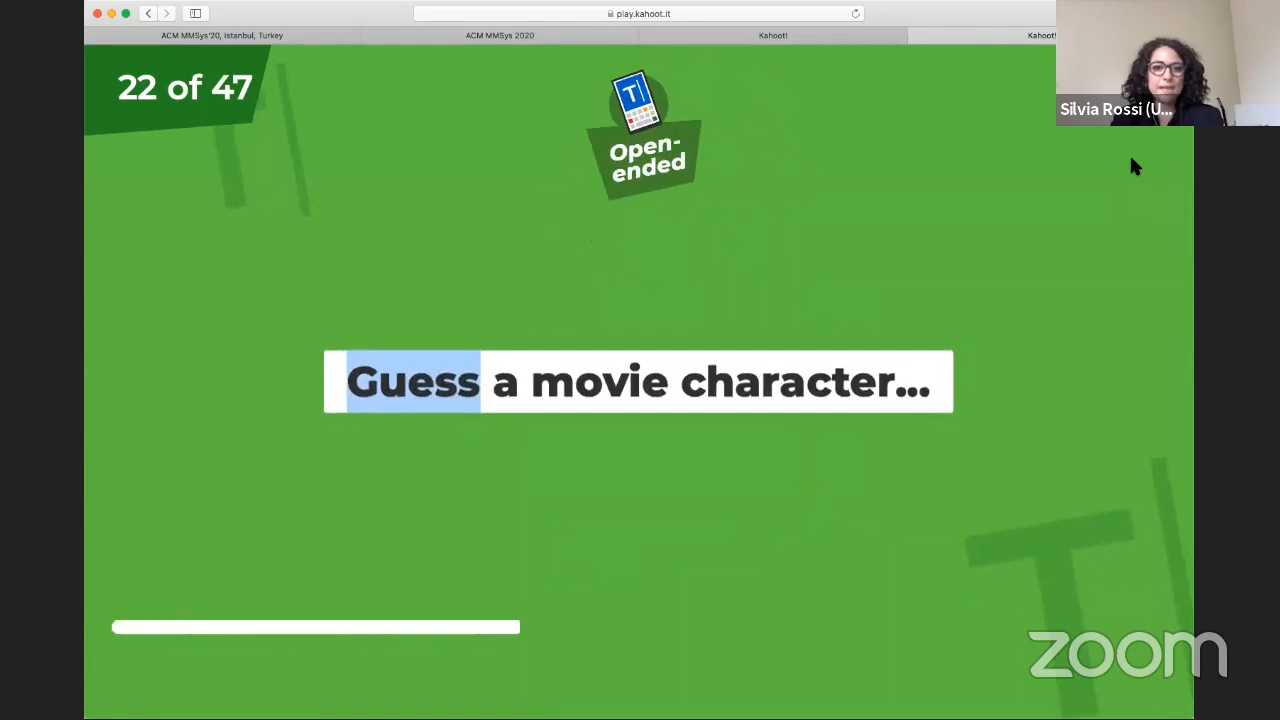 play.kahoot.it
ACM MMSys'20, Istanbul, Turkey
ACM MMSys 2020
Kahoot!
Kahoot!
Silvia Rossi (U...
22 of 47
T
Open-
ended
Guess a movie character...
T
zoom